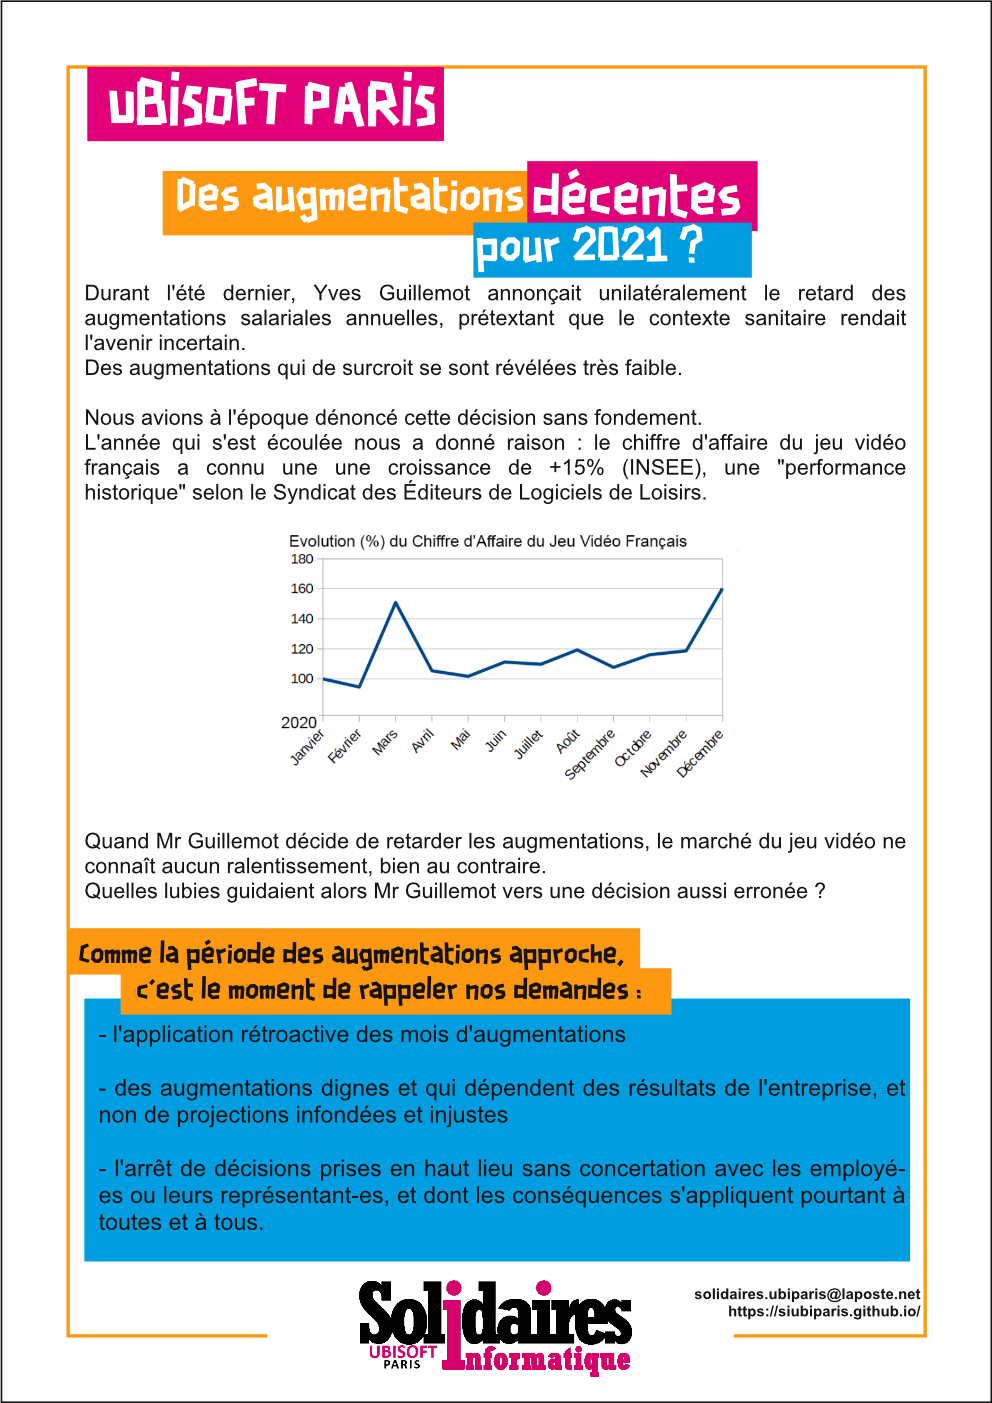 uBisoFT PARis
Des augmentations décentes
pour 2021 ?
Durant l'été dernier, Yves Guillemot annonçait unilatéralement le retard des
augmentations salariales annuelles, prétextant que le contexte sanitaire rendait
l'avenir incertain.
Des augmentations qui de surcroit se sont révélées très faible.
Nous avions à l'époque dénoncé cette décision sans fondement.
L'année qui s'est écoulée nous a donné raison : le chiffre d'affaire du jeu vidéo
français a connu une une croissance de +15% (INSEE), une "performance
historique" selon le Syndicat des Éditeurs de Logiciels de Loisirs.
Evolution (%) du Chiffre d'Affaire du Jeu Vidéo Français
180
160
140
120
100
2020
Janvier Février Mars Avril Mai Juin Juillet Août Septembre Octobre Novembre Décembre
Quand Mr Guillemot décide de retarder les augmentations, le marché du jeu vidéo ne
connaît aucun ralentissement, bien au contraire.
Quelles lubies guidaient alors Mr Guillemot vers une décision aussi erronée ?
Comme la période des augmentations approche,
c'est le moment de rappeler nos demandes :
- l'application rétroactive des mois d'augmentations
- des augmentations dignes et qui dépendent des résultats de l'entreprise, et
non de projections infondées et injustes
- l'arrêt de décisions prises en haut lieu sans concertation avec les employé-
es ou leurs représentant-es, et dont les conséquences s'appliquent pourtant à
toutes et à tous.
solidaires.ubiparis@laposte.net
https://siubiparis.github.io/
Solidaires
UBISOFT
PARIS
Informatique